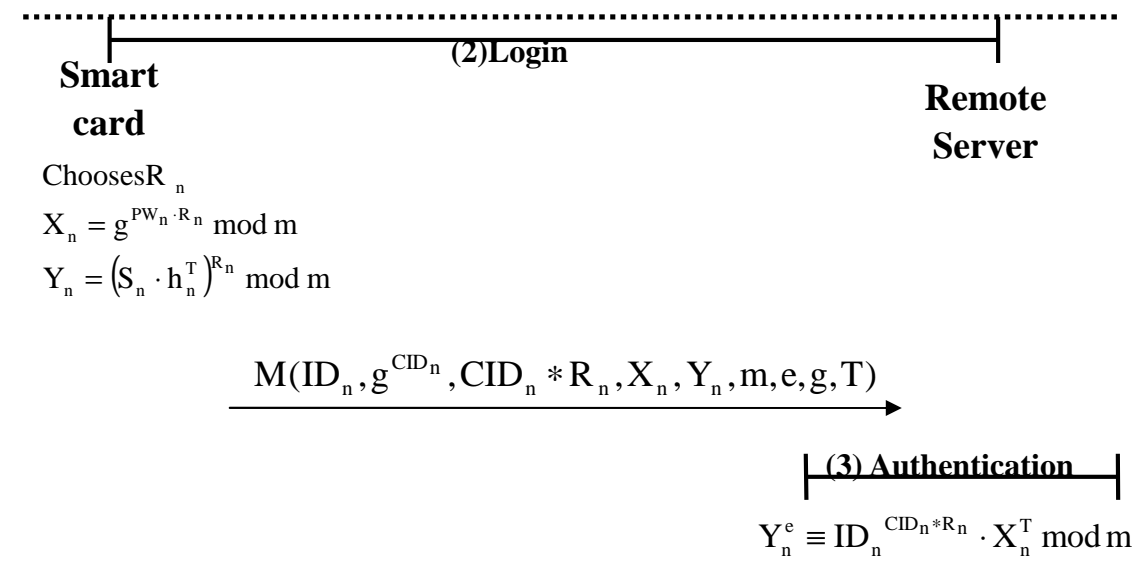 (2)Login
Smart
card
Remote
Server
ChoosesR n
X_n = g^{PW_n·R_n} mod m
Y_n = (S_n · h_n^T)^{R_n} mod m
M(ID_n, g^{CID_n}, CID_n * R_n, X_n, Y_n, m, e, g, T)
(3) Authentication
Y_n^e ≡ ID_n^{CID_n*R_n} · X_n^T mod m